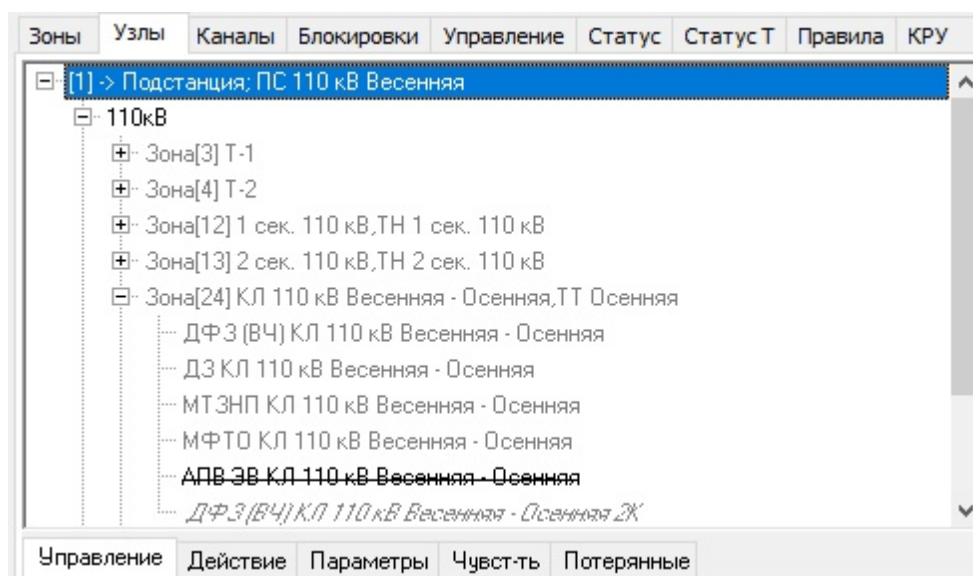 Зоны Узлы Каналы Блокировки Управление Статус Статус Т Правила КРУ
[1] -> Подстанция; ПС 110 кВ Весенняя
110кВ
Зона[3] Т-1
Зона[4] Т-2
Зона[12] 1 сек. 110 кВ,ТН 1 сек. 110 кВ
Зона[13] 2 сек. 110 кВ,ТН 2 сек. 110 кВ
Зона[24] КЛ 110 кВ Весенняя - Осенняя,ТТ Осенняя
ДФЗ (ВЧ) КЛ 110 кВ Весенняя - Осенняя
ДЗ КЛ 110 кВ Весенняя - Осенняя
МТЗНП КЛ 110 кВ Весенняя - Осенняя
МФТО КЛ 110 кВ Весенняя - Осенняя
АПВ ЭВ КЛ 110 кВ Весенняя - Осенняя
ДФЗ (ВЧ) КЛ 110 кВ Весенняя - Осенняя 2К
Управление Действие Параметры Чувст-ть Потерянные